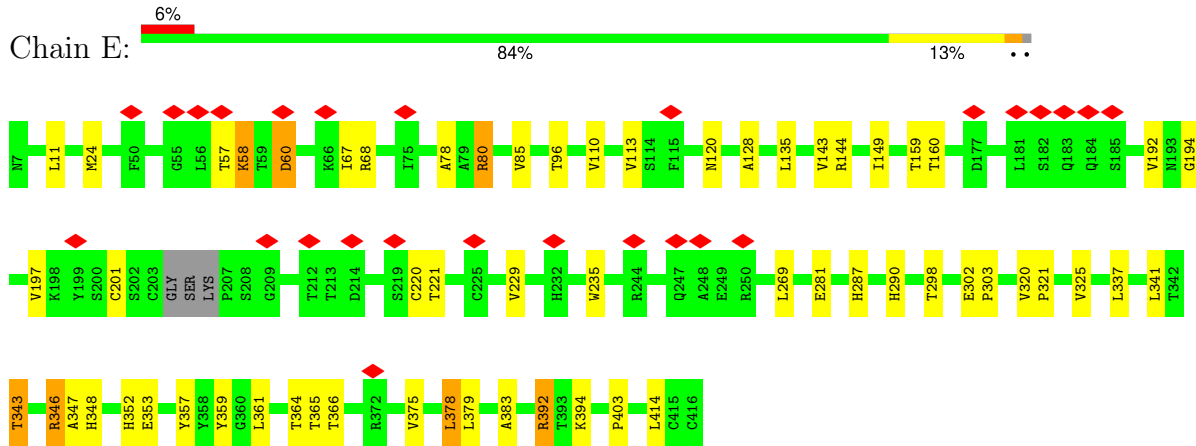 6%
Chain E:
84% 13% • •
N7 L11 M24 F50 G55 L56 T57 K58 T59 D60 K66 I67 R68 I75 A78 A79 R80 V85 T96 V110 V113 S114 F115 N120 A128 L135 V143 R144 I149 T159 T160 D177 L181 S182 Q183 Q184 S185 V192 N193 G194
V197 K198 Y199 S200 C201 S202 C203 GLY SER LYS P207 S208 G209 T212 T213 D214 S219 C220 T221 C225 V229 H232 W235 R244 Q247 A248 E249 R250 L269 E281 H287 H290 T298 E302 P303 V320 P321 V325 L337 L341 T342
T343 R346 A347 H348 H352 E353 Y357 Y358 Y359 G360 L361 T364 T365 T366 R372 V375 L378 L379 A383 R392 T393 K394 P403 L414 C415 C416